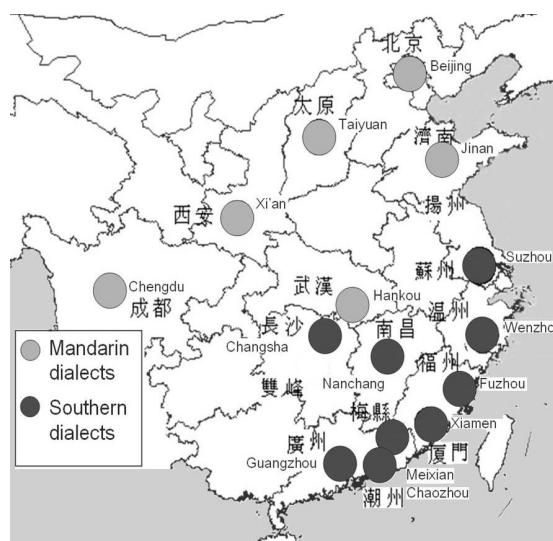 北京
Beijing
太原
Taiyuan
濟南
Jinan
西安
Xi'an
揚州
蘇州
Suzhou
Chengdu
成都
武漢
Hankou
温州
Wenzho
長沙
Changsha
南昌
Nanchang
福州
Fuzhou
雙峰
梅縣
Xiamen
廈門
廣州
Guangzhou
Meixian
潮州
Chaozhou
Mandarin
dialects
Southern
dialects